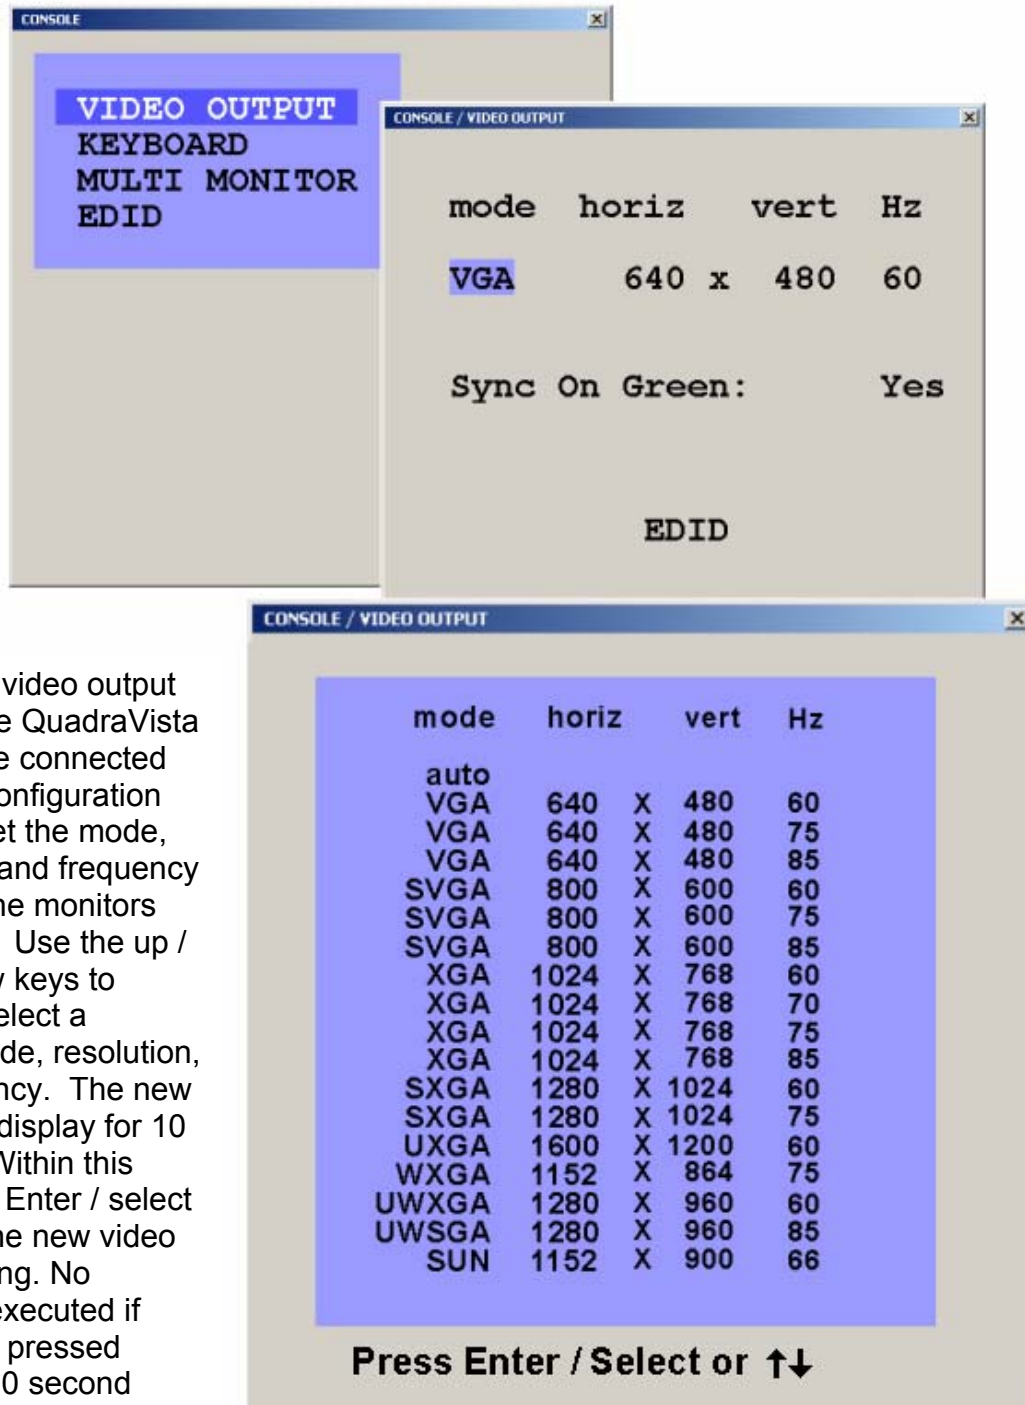 CONSOLE
VIDEO OUTPUT
KEYBOARD
MULTI MONITOR
EDID
CONSOLE / VIDEO OUTPUT
mode horiz vert Hz
VGA 640 x 480 60
Sync On Green: Yes
EDID
video output
e QuadraVista
e connected
onfiguration
et the mode,
and frequency
he monitors
Use the up /
v keys to
elect a
de, resolution,
ncy. The new
display for 10
Within this
Enter / select
he new video
ng. No
executed if
pressed
0 second
CONSOLE / VIDEO OUTPUT
mode horiz vert Hz
auto
VGA 640 X 480 60
VGA 640 X 480 75
VGA 640 X 480 85
SVGA 800 X 600 60
SVGA 800 X 600 75
SVGA 800 X 600 85
XGA 1024 X 768 60
XGA 1024 X 768 70
XGA 1024 X 768 75
XGA 1024 X 768 85
SXGA 1280 X 1024 60
SXGA 1280 X 1024 75
UXGA 1600 X 1200 60
WXGA 1152 X 864 75
UWXGA 1280 X 960 60
UWSGA 1280 X 960 85
SUN 1152 X 900 66
Press Enter / Select or ↑↓